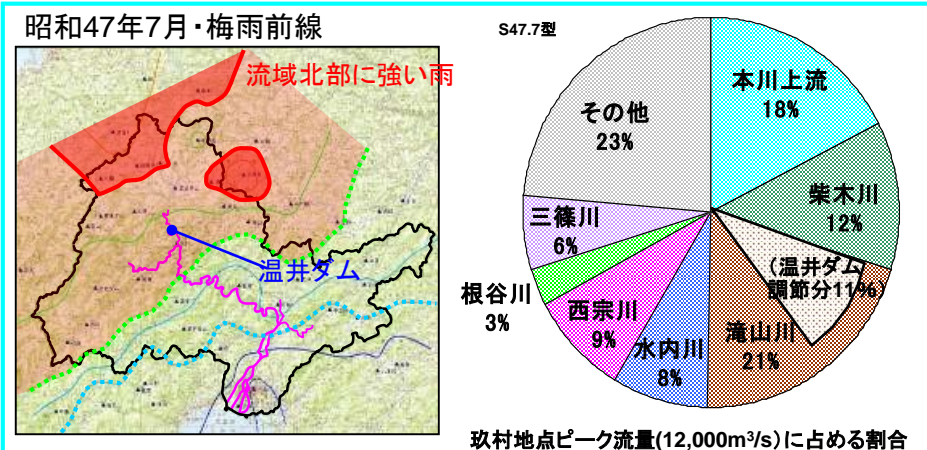 昭和47年7月・梅雨前線
流域北部に強い雨
温井ダム
S47.7型
本川上流
18%
柴木川
12%
(温井ダム
調節分11%)
滝山川
21%
水内川
8%
西宗川
9%
根谷川
3%
三篠川
6%
その他
23%
玖村地点ピーク流量(12,000m³/s)に占める割合